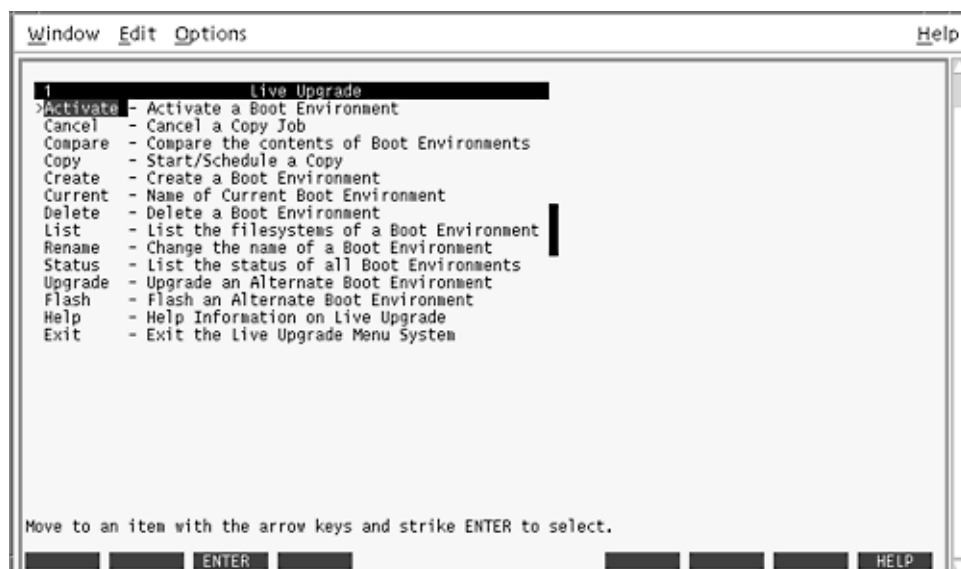 Window Edit Options Help
1 Live Upgrade
>Activate - Activate a Boot Environment
Cancel - Cancel a Copy Job
Compare - Compare the contents of Boot Environments
Copy - Start/Schedule a Copy
Create - Create a Boot Environment
Current - Name of Current Boot Environment
Delete - Delete a Boot Environment
List - List the filesystems of a Boot Environment
Rename - Change the name of a Boot Environment
Status - List the status of all Boot Environments
Upgrade - Upgrade an Alternate Boot Environment
Flash - Flash an Alternate Boot Environment
Help - Help Information on Live Upgrade
Exit - Exit the Live Upgrade Menu System
Move to an item with the arrow keys and strike ENTER to select.
ENTER HELP